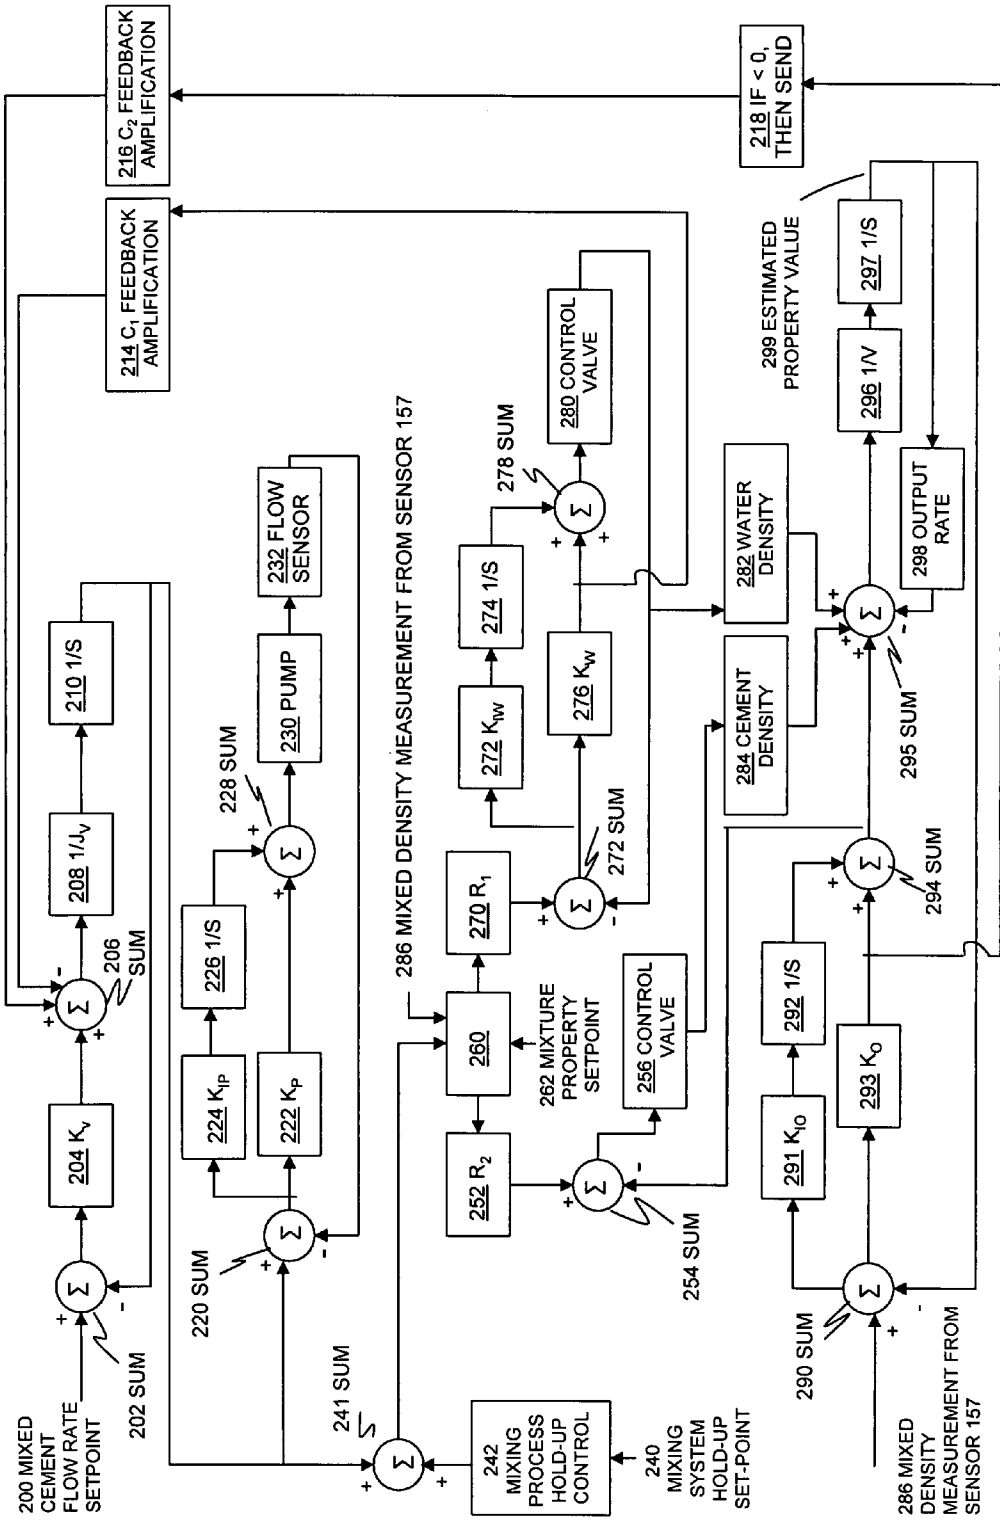 200 MIXED
CEMENT
FLOW RATE
SETPOINT
+
-
Σ
202 SUM
204 Kv
+
+
-
Σ
206
SUM
208 1/Jv
210 1/S
214 C1 FEEDBACK
AMPLIFICATION
216 C2 FEEDBACK
AMPLIFICATION
218 IF < 0,
THEN SEND
220 SUM
+
-
Σ
224 KIP
226 1/S
222 KP
+
+
Σ
228 SUM
230 PUMP
232 FLOW
SENSOR
241 SUM
+
+
Σ
242
MIXING
PROCESS
HOLD-UP
CONTROL
240
MIXING
SYSTEM
HOLD-UP
SET-POINT
286 MIXED DENSITY MEASUREMENT FROM SENSOR 157
260
262 MIXTURE
PROPERTY
SETPOINT
252 R2
270 R1
+
-
Σ
254 SUM
256 CONTROL
VALVE
+
-
Σ
272 SUM
272 KIW
274 1/S
276 KW
+
+
Σ
278 SUM
280 CONTROL
VALVE
282 WATER
DENSITY
284 CEMENT
DENSITY
286 MIXED
DENSITY
MEASUREMENT FROM
SENSOR 157
290 SUM
+
-
Σ
291 KIO
292 1/S
293 KO
+
+
Σ
294 SUM
+
+
+
-
Σ
295 SUM
296 1/V
297 1/S
298 OUTPUT
RATE
299 ESTIMATED
PROPERTY VALUE